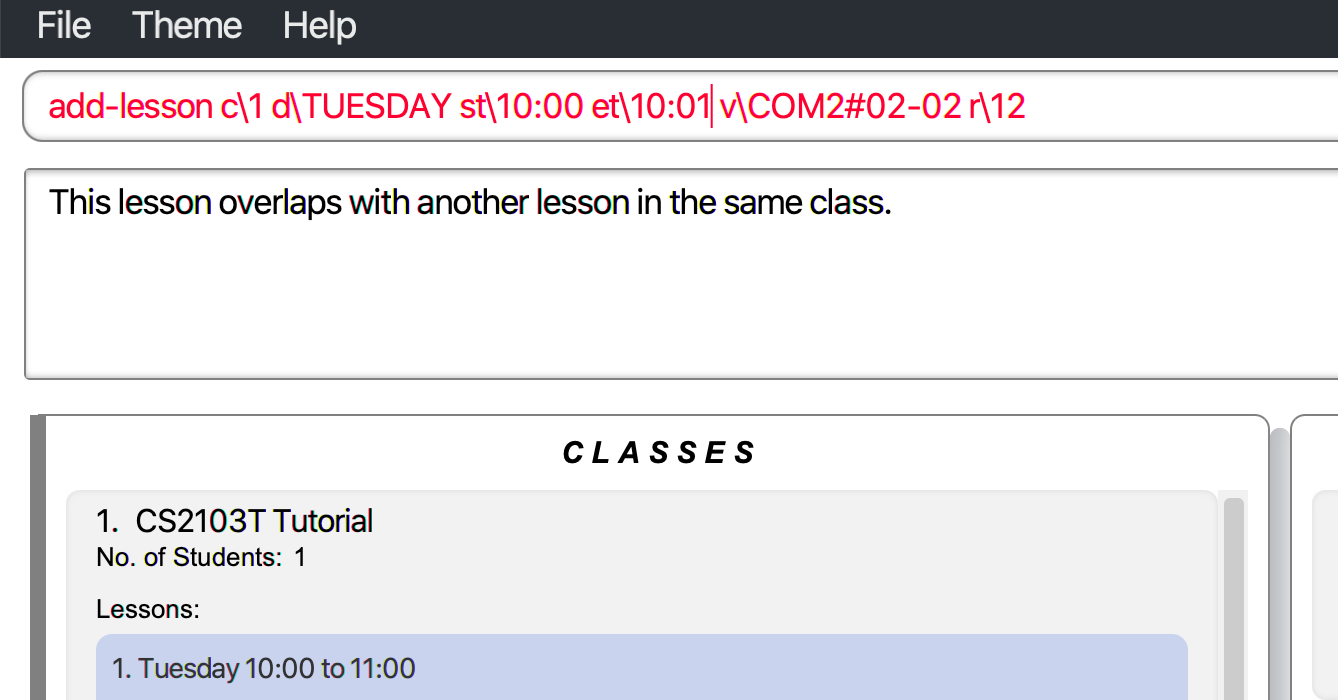 File Theme Help
add-lesson c\1 d\TUESDAY st\10:00 et\10:01 v\COM2#02-02 r\12
This lesson overlaps with another lesson in the same class.
CLASSES
1. CS2103T Tutorial
No. of Students: 1
Lessons:
1. Tuesday 10:00 to 11:00